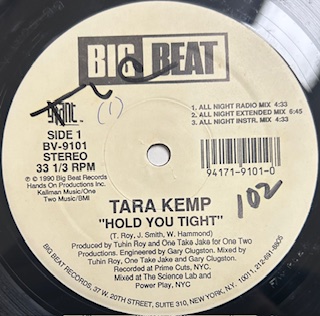 BIG BEAT
(1)
SIDE 1
BV-9101
STEREO
33 1/3 RPM
1. ALL NIGHT RADIO MIX 4:33
2. ALL NIGHT EXTENDED MIX 6:45
3. ALL NIGHT INSTR. MIX 4:33
℗ © 1990 Big Beat Records
Hands On Productions Inc.
Kallman Music/One
Two Music/BMI
94171-9101-0
102
TARA KEMP
"HOLD YOU TIGHT"
(T. Roy, J. Smith, W. Hammond)
Produced by Tuhin Roy and One Take Jake for One Two
Productions. Engineered by Gary Clugston. Mixed by
Tuhin Roy, One Take Jake and Gary Clugston.
Recorded at Prime Cuts, NYC.
Mixed at The Science Lab and
Power Play, NYC
BIG BEAT RECORDS, 37 W. 20TH STREET, SUITE 310, NEW YORK, N.Y. 10011, 212-691-8805